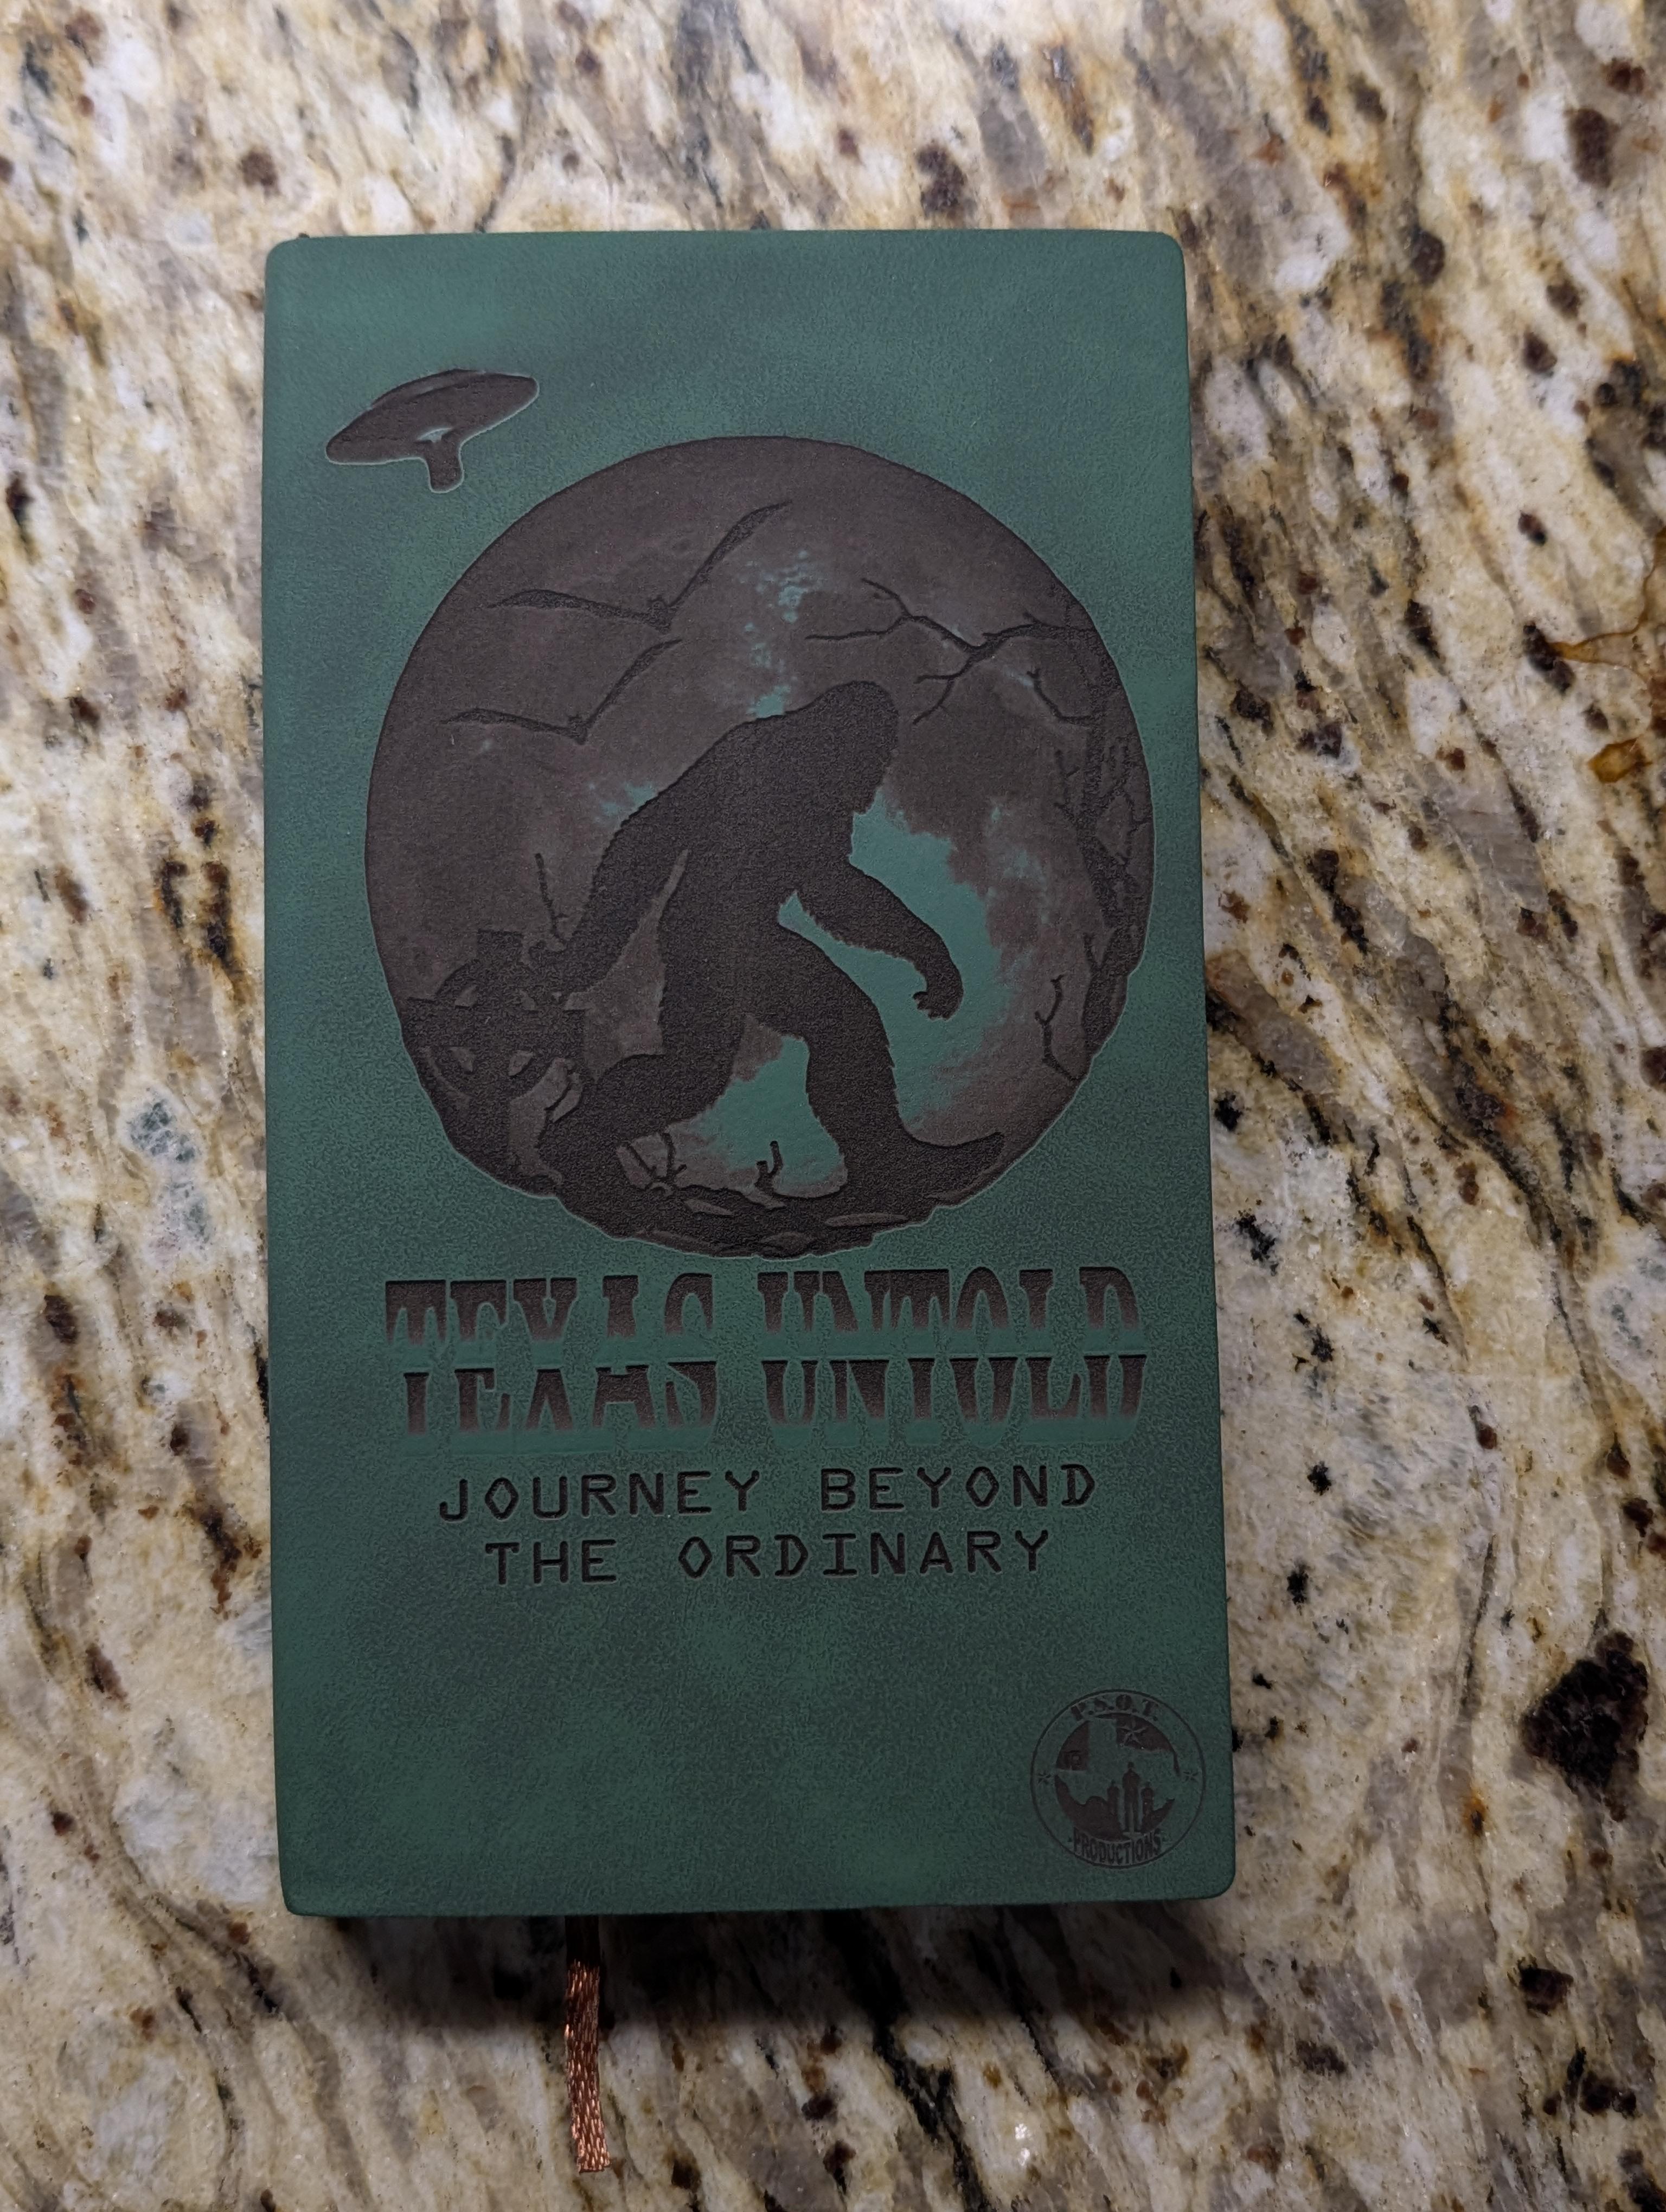 TEXAS UNTOLD
JOURNEY BEYOND
THE ORDINARY
P.S.O.T.
PRODUCTIONS